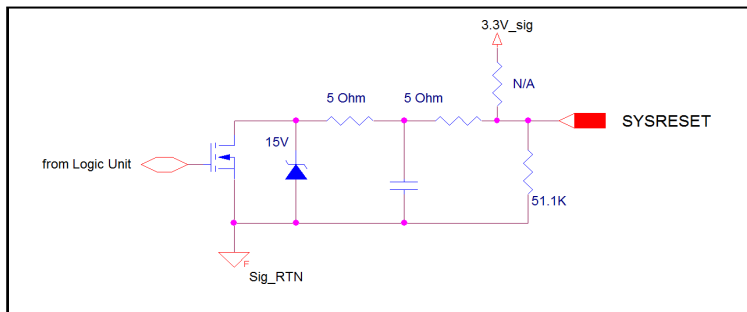 3.3V_sig
N/A
5 Ohm
5 Ohm
SYSRESET
15V
from Logic Unit
51.1K
F
Sig_RTN